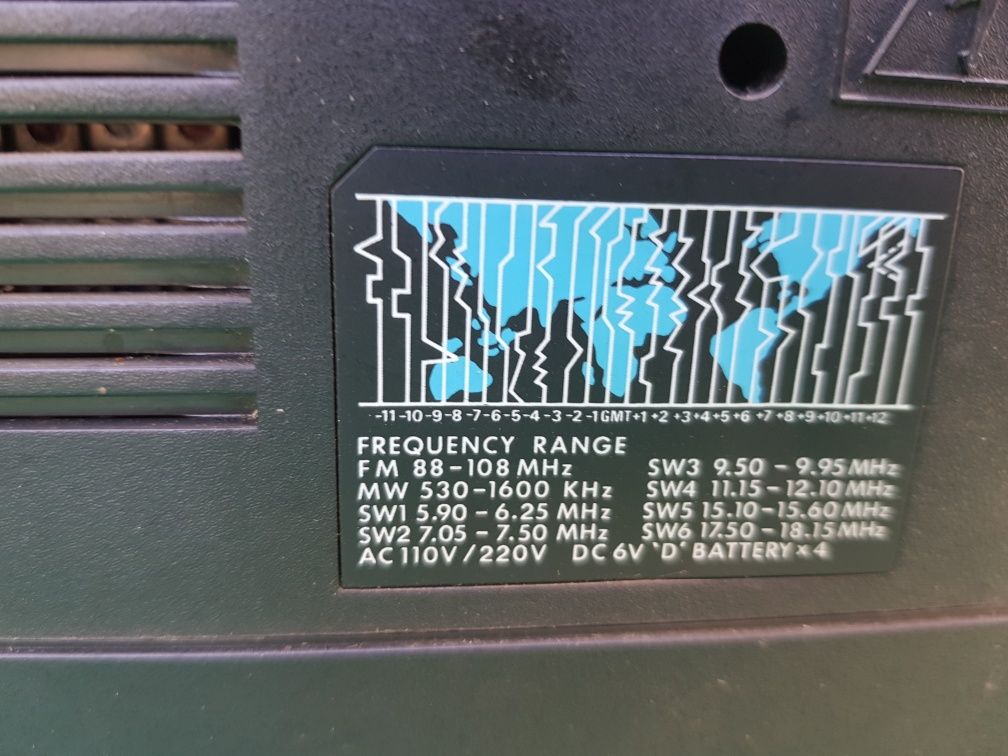 -11-10-9-8-7-6-5-4-3-2-1GMT+1+2+3+4+5+6+7+8+9+10+11+12
FREQUENCY RANGE
FM 88-108 MHz SW3 9.50 - 9.95 MHz
MW 530-1600 KHz SW4 11.15-12.10 MHz
SW1 5.90 - 6.25 MHz SW5 15.10-15.60 MHz
SW2 7.05 - 7.50 MHz SW6 17.50 - 18.15 MHz
AC 110V/220V DC 6V 'D' BATTERY×4